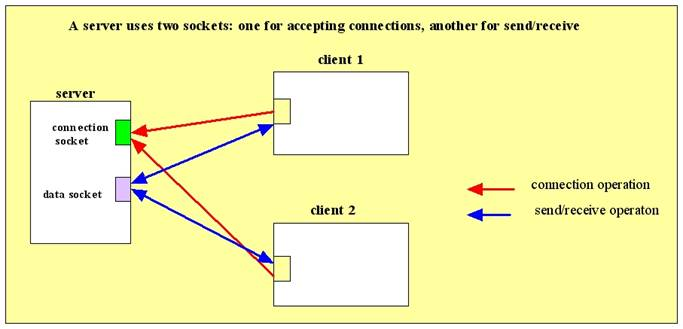 A server uses two sockets: one for accepting connections, another for send/receive
client 1
server
connection
socket
data socket
connection operation
send/receive operaton
client 2